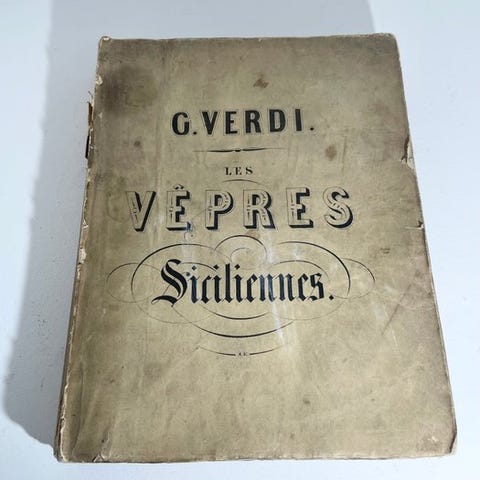 G. VERDI.
LES
VÊPRES
Siciliennes.